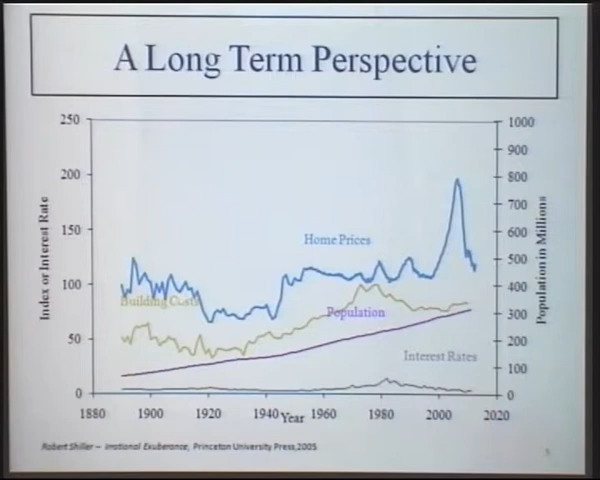 A Long Term Perspective
250
200
150
100
50
0
1000
900
800
700
600
500
400
300
200
100
0
Index or Interest Rate
Population in Millions
Home Prices
Building Costs
Population
Interest Rates
1880 1900 1920 1940 1960 1980 2000 2020
Year
Robert Shiller – Irrational Exuberance, Princeton University Press,2005